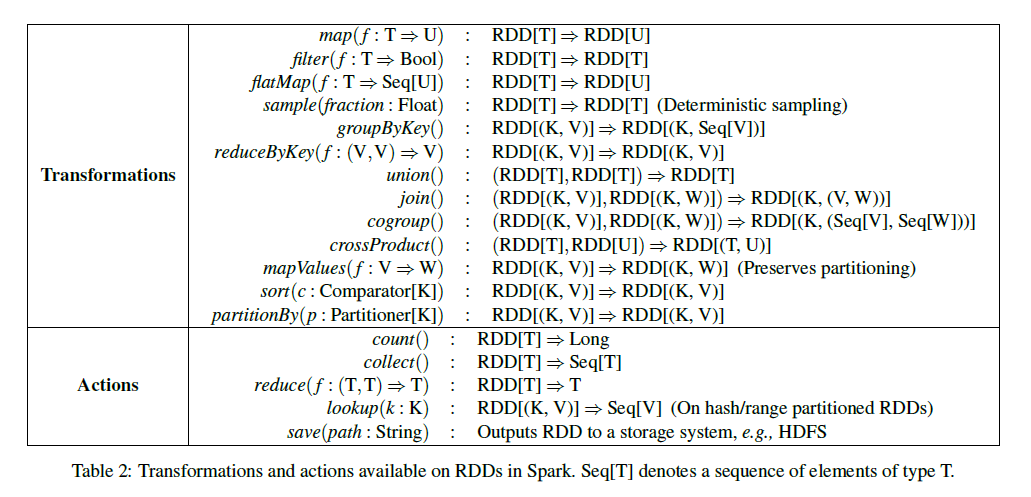 map(f : T ⇒ U) : RDD[T] ⇒ RDD[U]
filter(f : T ⇒ Bool) : RDD[T] ⇒ RDD[T]
flatMap(f : T ⇒ Seq[U]) : RDD[T] ⇒ RDD[U]
sample(fraction : Float) : RDD[T] ⇒ RDD[T] (Deterministic sampling)
groupByKey() : RDD[(K, V)] ⇒ RDD[(K, Seq[V])]
reduceByKey(f : (V,V) ⇒ V) : RDD[(K, V)] ⇒ RDD[(K, V)]
Transformations union() : (RDD[T],RDD[T]) ⇒ RDD[T]
join() : (RDD[(K, V)],RDD[(K, W)]) ⇒ RDD[(K, (V, W))]
cogroup() : (RDD[(K, V)],RDD[(K, W)]) ⇒ RDD[(K, (Seq[V], Seq[W]))]
crossProduct() : (RDD[T],RDD[U]) ⇒ RDD[(T, U)]
mapValues(f : V ⇒ W) : RDD[(K, V)] ⇒ RDD[(K, W)] (Preserves partitioning)
sort(c : Comparator[K]) : RDD[(K, V)] ⇒ RDD[(K, V)]
partitionBy(p : Partitioner[K]) : RDD[(K, V)] ⇒ RDD[(K, V)]
count() : RDD[T] ⇒ Long
collect() : RDD[T] ⇒ Seq[T]
Actions reduce(f : (T,T) ⇒ T) : RDD[T] ⇒ T
lookup(k : K) : RDD[(K, V)] ⇒ Seq[V] (On hash/range partitioned RDDs)
save(path : String) : Outputs RDD to a storage system, e.g., HDFS
Table 2: Transformations and actions available on RDDs in Spark. Seq[T] denotes a sequence of elements of type T.